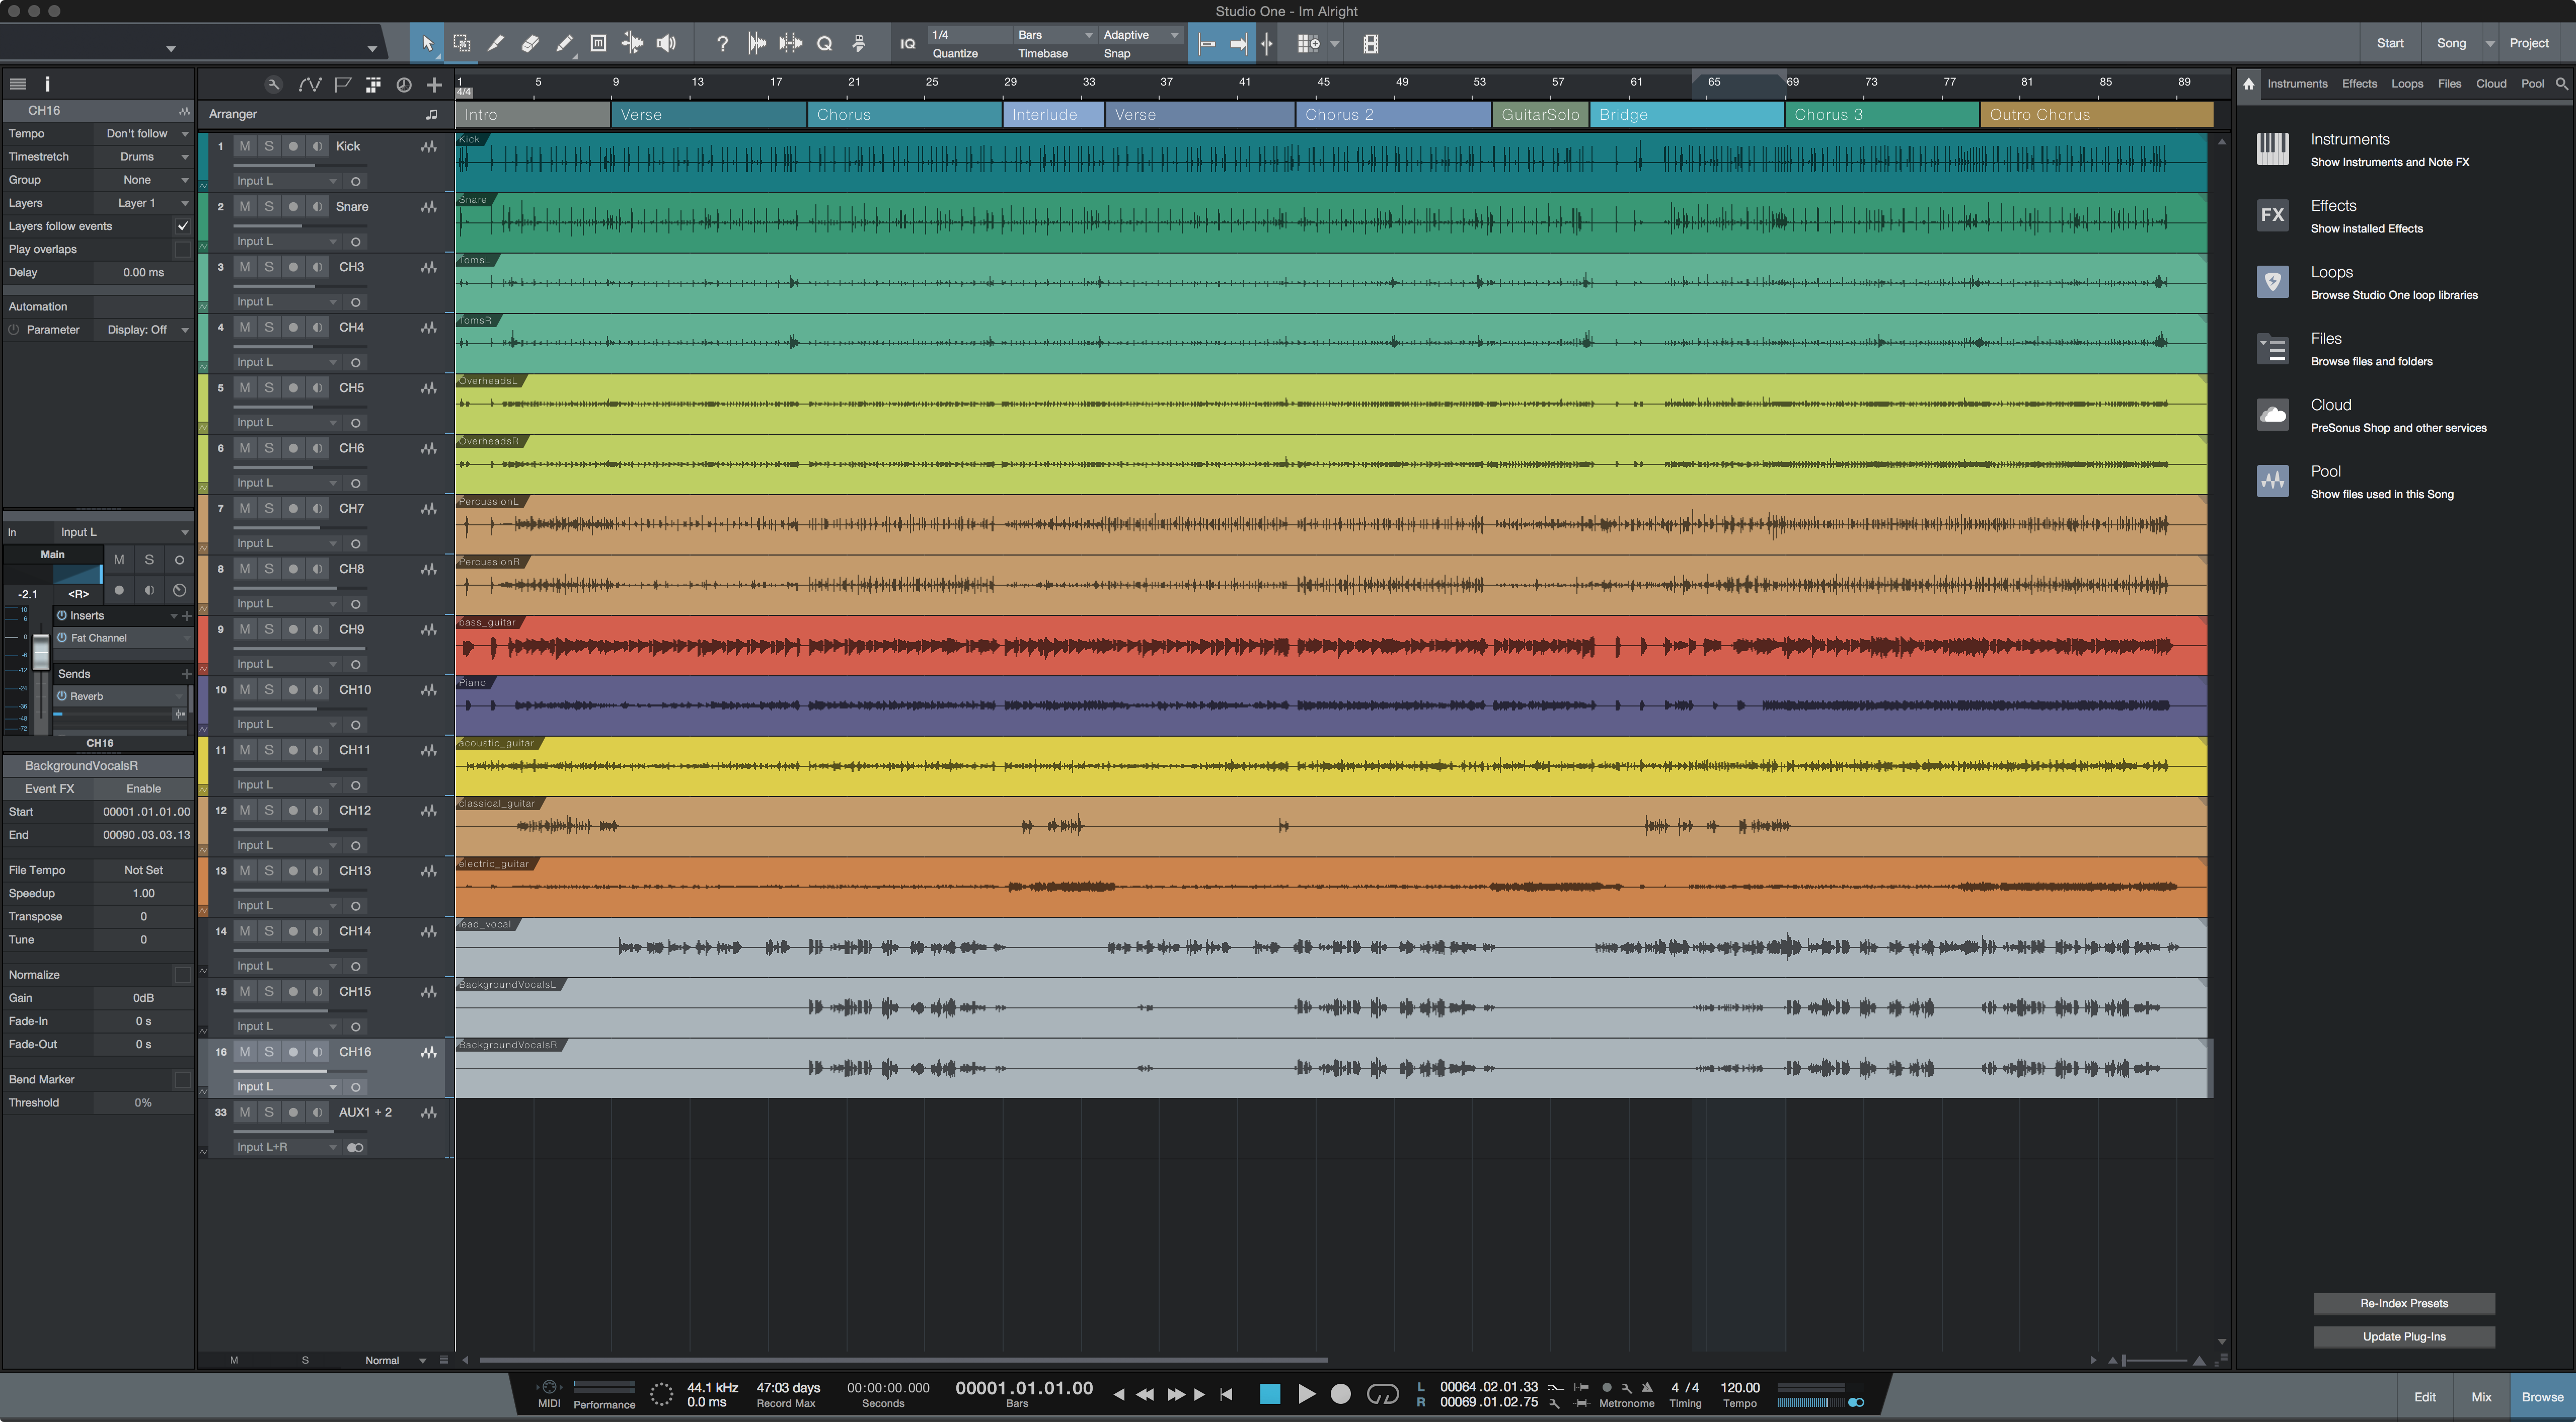 Studio One - Im Alright
IQ 1/4 Bars Adaptive
Quantize Timebase Snap
Start Song Project
CH16
Tempo Don't follow
Timestretch Drums
Group None
Layers Layer 1
Layers follow events
Play overlaps
Delay 0.00 ms
Automation
Parameter Display: Off
In Input L
Main M S
-2.1 <R>
10
6
0
-6
-12
-24
-36
-48
-72
Inserts
Fat Channel
Sends
Reverb
CH16
BackgroundVocalsR
Event FX Enable
Start 00001.01.01.00
End 00090.03.03.13
File Tempo Not Set
Speedup 1.00
Transpose 0
Tune 0
Normalize
Gain 0dB
Fade-In 0 s
Fade-Out 0 s
Bend Marker
Threshold 0%
1 5 9 13 17 21 25 29 33 37 41 45 49 53 57 61 65 69 73 77 81 85 89
4/4
Arranger
Intro Verse Chorus Interlude Verse Chorus 2 GuitarSolo Bridge Chorus 3 Outro Chorus
1 M S Kick
Input L
Kick
2 M S Snare
Input L
Snare
3 M S CH3
Input L
TomsL
4 M S CH4
Input L
TomsR
5 M S CH5
Input L
OverheadsL
6 M S CH6
Input L
OverheadsR
7 M S CH7
Input L
PercussionL
8 M S CH8
Input L
PercussionR
9 M S CH9
Input L
bass_guitar
10 M S CH10
Input L
Piano
11 M S CH11
Input L
acoustic_guitar
12 M S CH12
Input L
classical_guitar
13 M S CH13
Input L
electric_guitar
14 M S CH14
Input L
lead_vocal
15 M S CH15
Input L
BackgroundVocalsL
16 M S CH16
Input L
BackgroundVocalsR
33 M S AUX1 + 2
Input L+R
M S Normal
Instruments Effects Loops Files Cloud Pool
Instruments
Show Instruments and Note FX
FX
Effects
Show installed Effects
Loops
Browse Studio One loop libraries
Files
Browse files and folders
Cloud
PreSonus Shop and other services
Pool
Show files used in this Song
Re-Index Presets
Update Plug-Ins
MIDI Performance
44.1 kHz
0.0 ms
47:03 days
Record Max
00:00:00.000
Seconds
00001.01.01.00
Bars
L 00064.02.01.33
R 00069.01.02.75
Metronome
4 / 4
Timing
120.00
Tempo
Edit Mix Browse